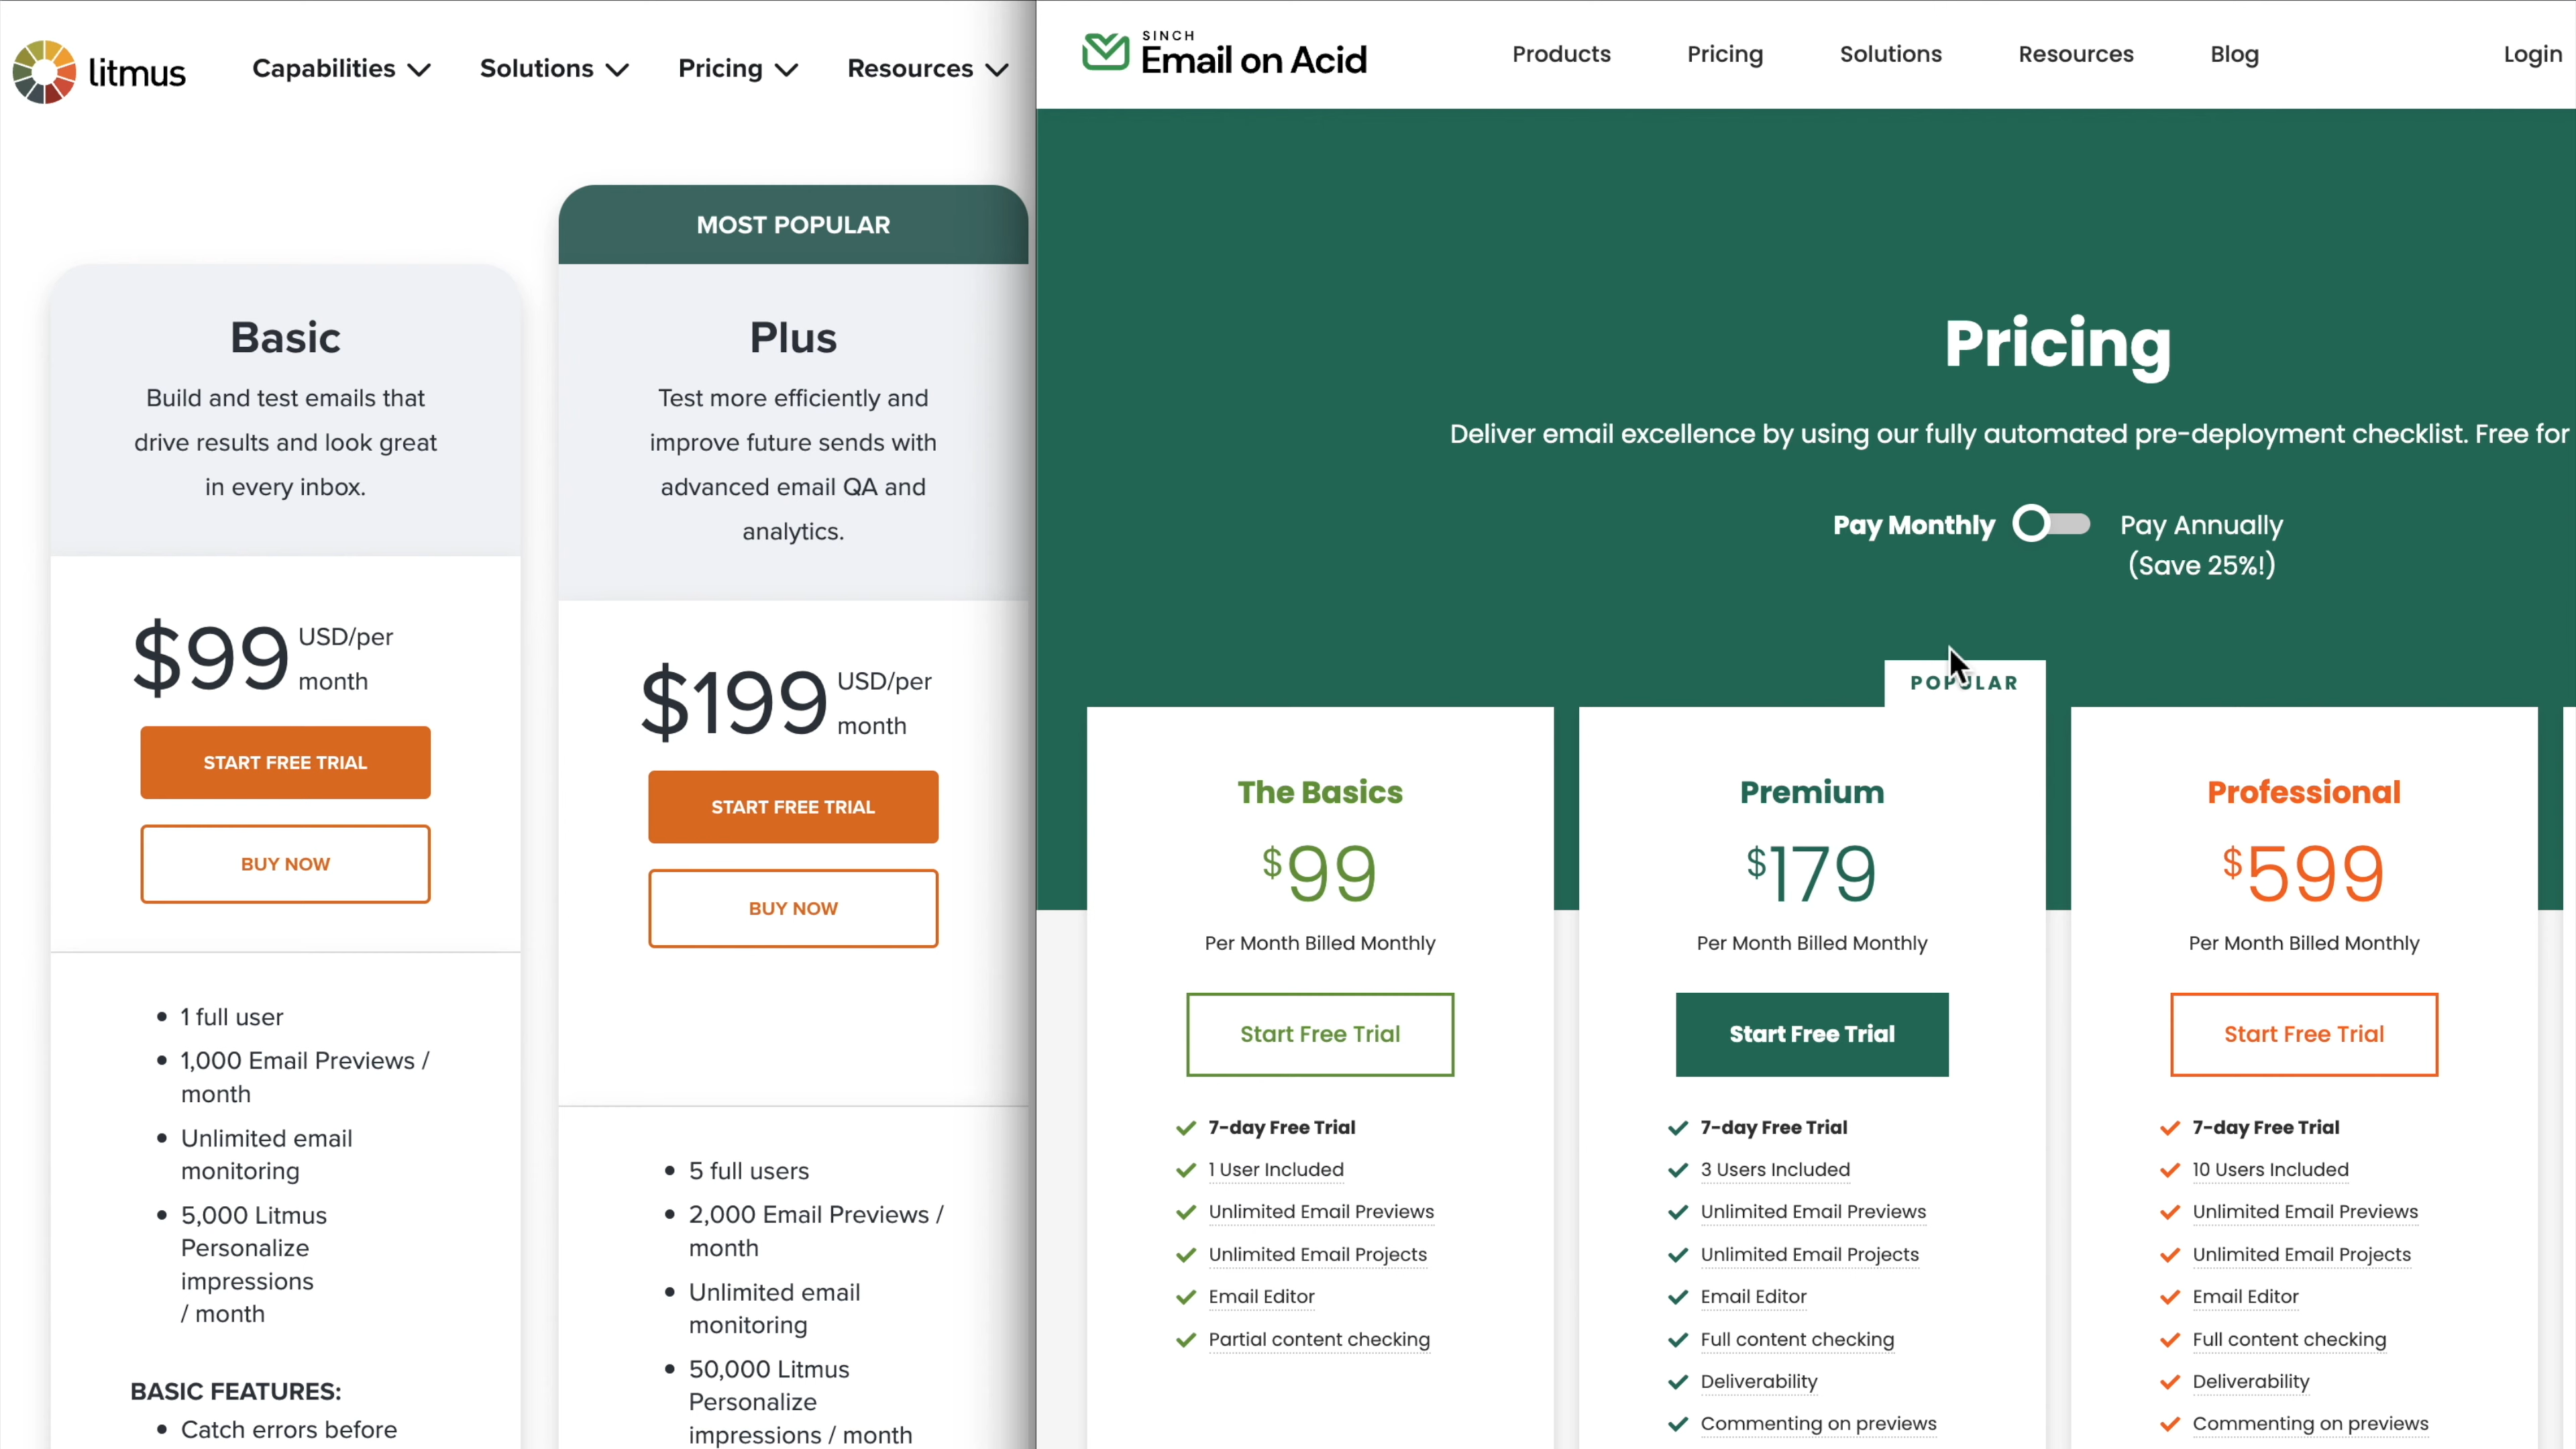 litmus
Capabilities
Solutions
Pricing
Resources
MOST POPULAR
Basic
Build and test emails that
drive results and look great
in every inbox.
$99 USD/per
month
START FREE TRIAL
BUY NOW
1 full user
1,000 Email Previews /
month
Unlimited email
monitoring
5,000 Litmus
Personalize
impressions
/ month
BASIC FEATURES:
Catch errors before
Plus
Test more efficiently and
improve future sends with
advanced email QA and
analytics.
$199 USD/per
month
START FREE TRIAL
BUY NOW
5 full users
2,000 Email Previews /
month
Unlimited email
monitoring
50,000 Litmus
Personalize
impressions / month
SINCH
Email on Acid
Products
Pricing
Solutions
Resources
Blog
Login
Pricing
Deliver email excellence by using our fully automated pre-deployment checklist. Free for
Pay Monthly
Pay Annually
(Save 25%!)
POPULAR
The Basics
$99
Per Month Billed Monthly
Start Free Trial
7-day Free Trial
1 User Included
Unlimited Email Previews
Unlimited Email Projects
Email Editor
Partial content checking
Premium
$179
Per Month Billed Monthly
Start Free Trial
7-day Free Trial
3 Users Included
Unlimited Email Previews
Unlimited Email Projects
Email Editor
Full content checking
Deliverability
Commenting on previews
Professional
$599
Per Month Billed Monthly
Start Free Trial
7-day Free Trial
10 Users Included
Unlimited Email Previews
Unlimited Email Projects
Email Editor
Full content checking
Deliverability
Commenting on previews